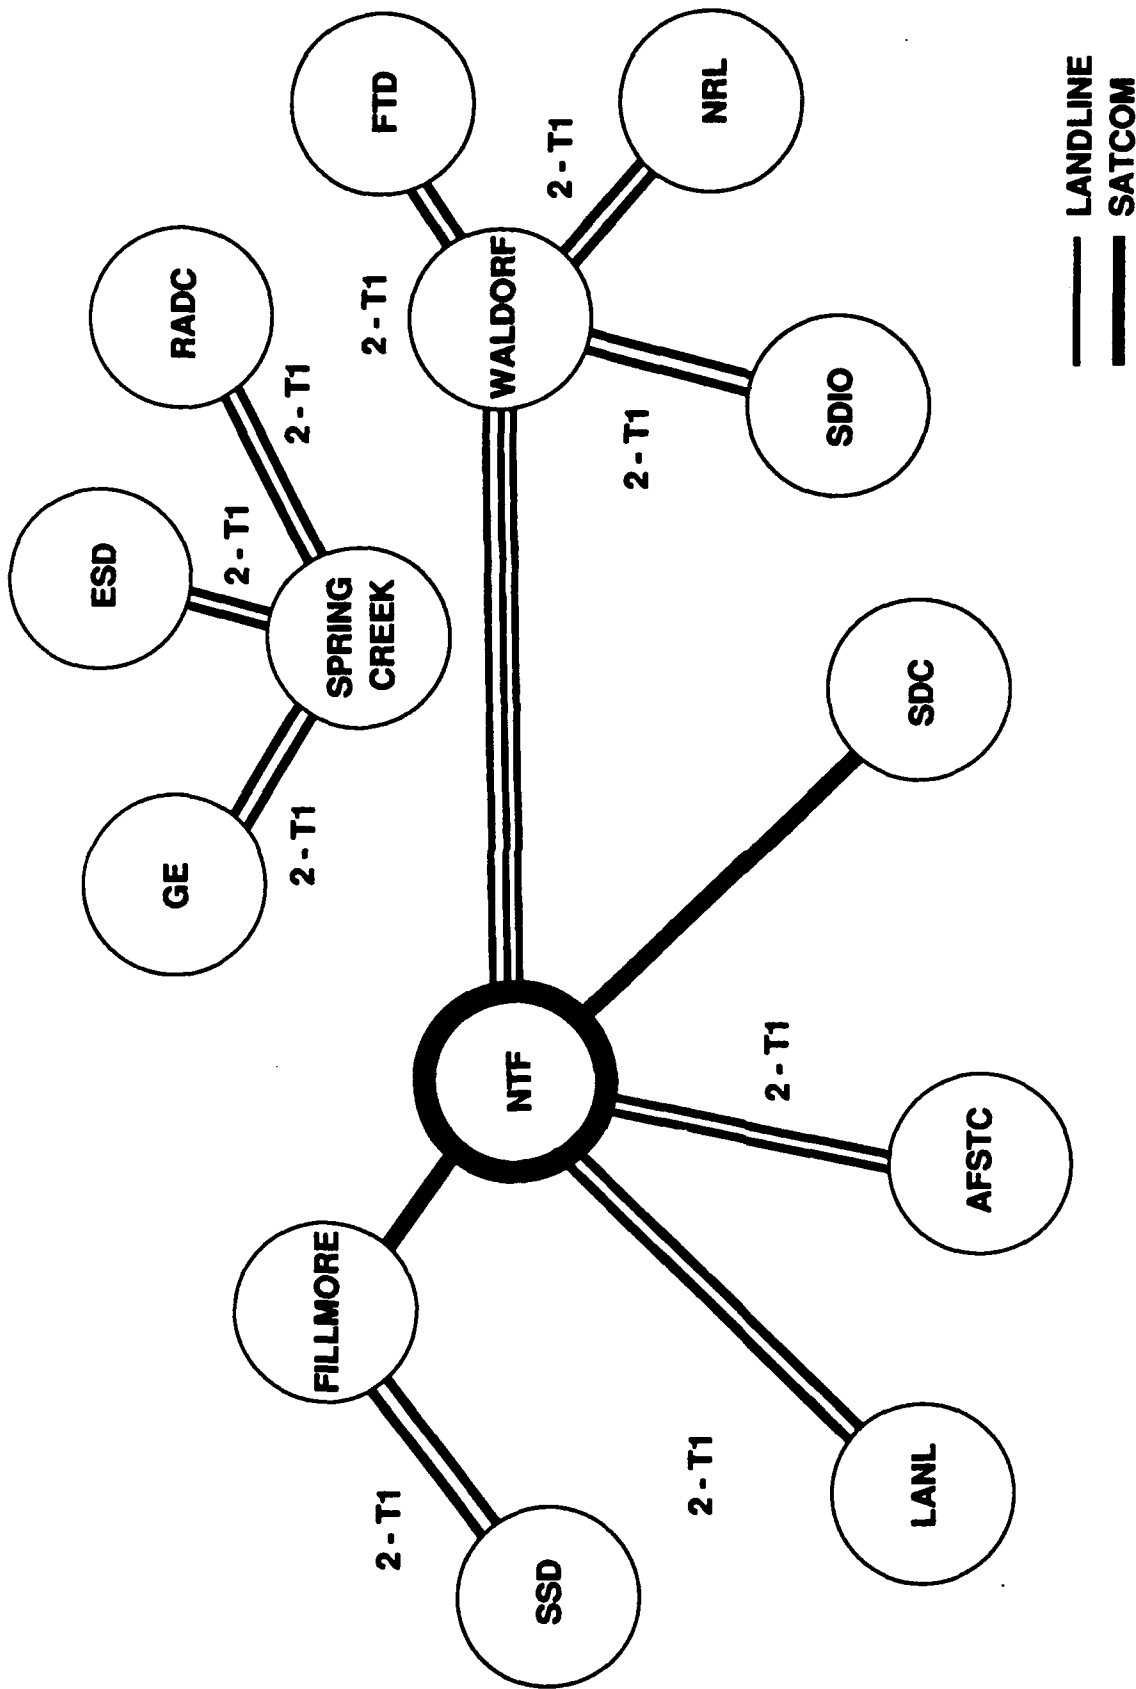 SSD
2-T1
FILLMORE
LANL
2-T1
AFSTC
2-T1
NTF
SDC
GE
2-T1
ESD
2-T1
SPRING
CREEK
RADC
2-T1
WALDORF
2-T1
FTD
2-T1
NRL
2-T1
SDIO
LANDLINE
SATCOM